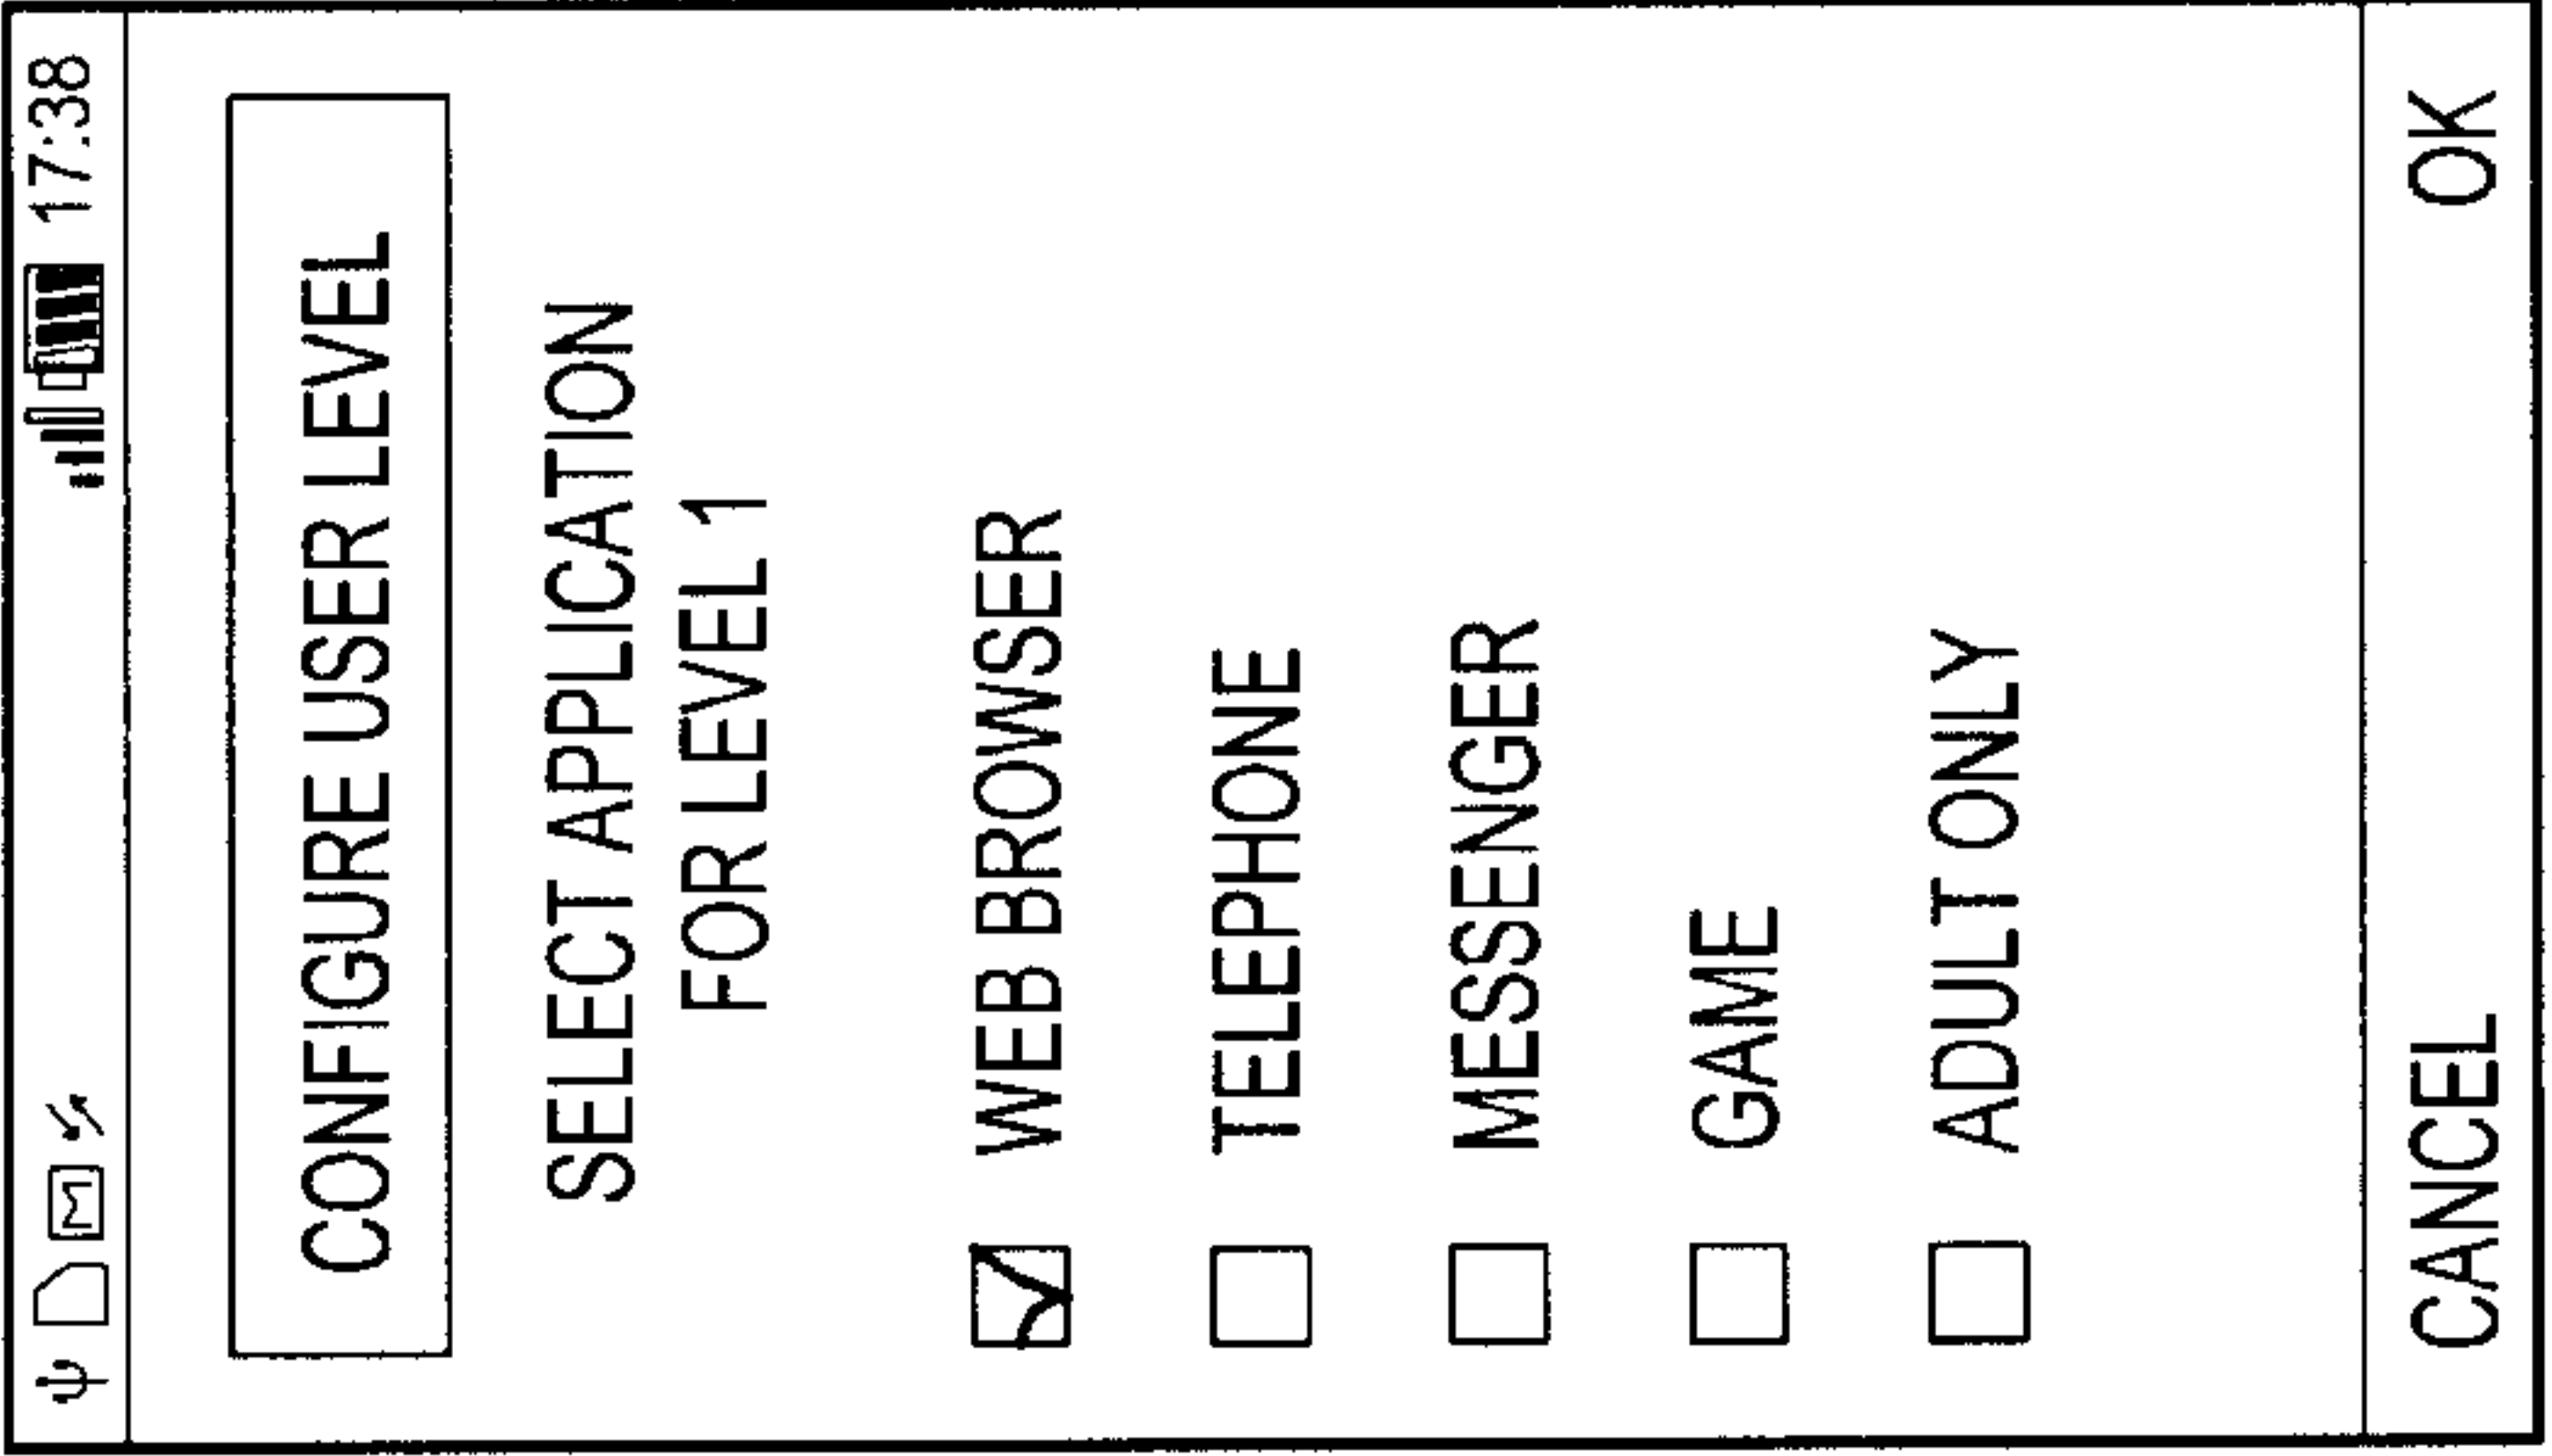 17:38
CONFIGURE USER LEVEL
SELECT APPLICATION
FOR LEVEL 1
WEB BROWSER
TELEPHONE
MESSENGER
GAME
ADULT ONLY
CANCEL OK